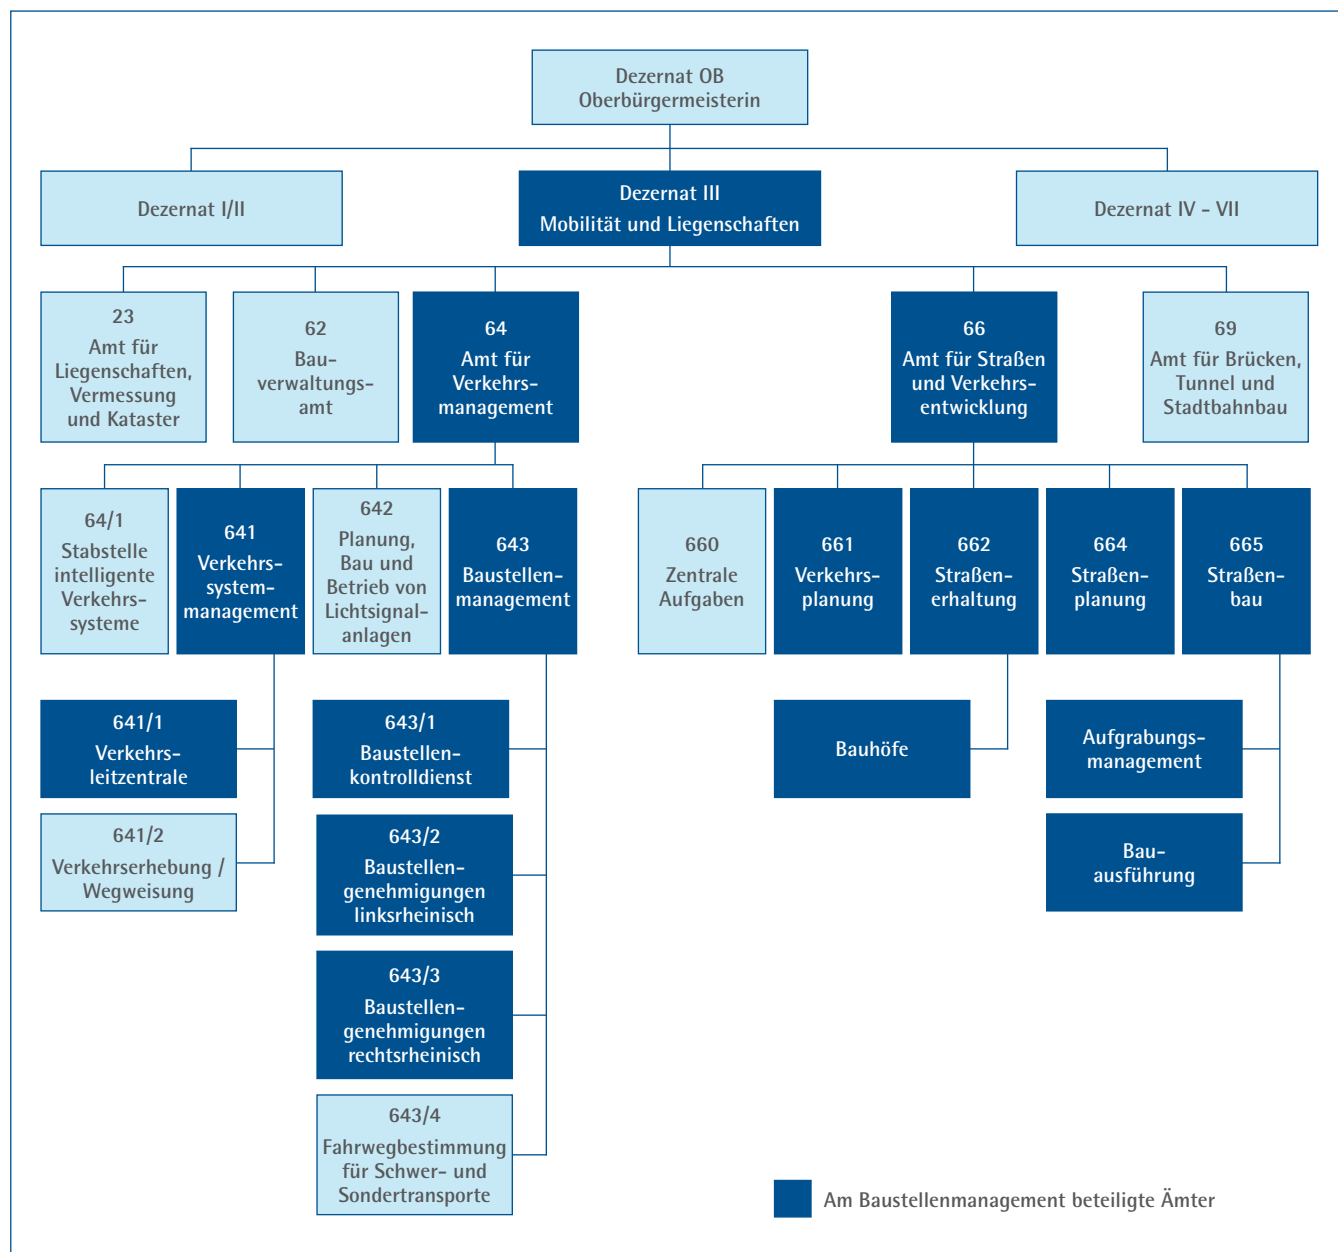 Dezernat OB
Oberbürgermeisterin
Dezernat I/II
Dezernat III
Mobilität und Liegenschaften
Dezernat IV - VII
23
Amt für
Liegenschaften,
Vermessung
und Kataster
62
Bau-
verwaltungs-
amt
64
Amt für
Verkehrs-
management
66
Amt für Straßen
und Verkehrs-
entwicklung
69
Amt für Brücken,
Tunnel und
Stadtbahnbau
64/1
Stabstelle
intelligente
Verkehrs-
systeme
641
Verkehrs-
system-
management
642
Planung,
Bau und
Betrieb von
Lichtsignal-
anlagen
643
Baustellen-
management
660
Zentrale
Aufgaben
661
Verkehrs-
planung
662
Straßen-
erhaltung
664
Straßen-
planung
665
Straßen-
bau
641/1
Verkehrs-
leitzentrale
643/1
Baustellen-
kontrolldienst
Bauhöfe
Aufgrabungs-
management
641/2
Verkehrserhebung /
Wegweisung
643/2
Baustellen-
genehmigungen
linksrheinisch
Bau-
ausführung
643/3
Baustellen-
genehmigungen
rechtsrheinisch
643/4
Fahrwegbestimmung
für Schwer- und
Sondertransporte
Am Baustellenmanagement beteiligte Ämter